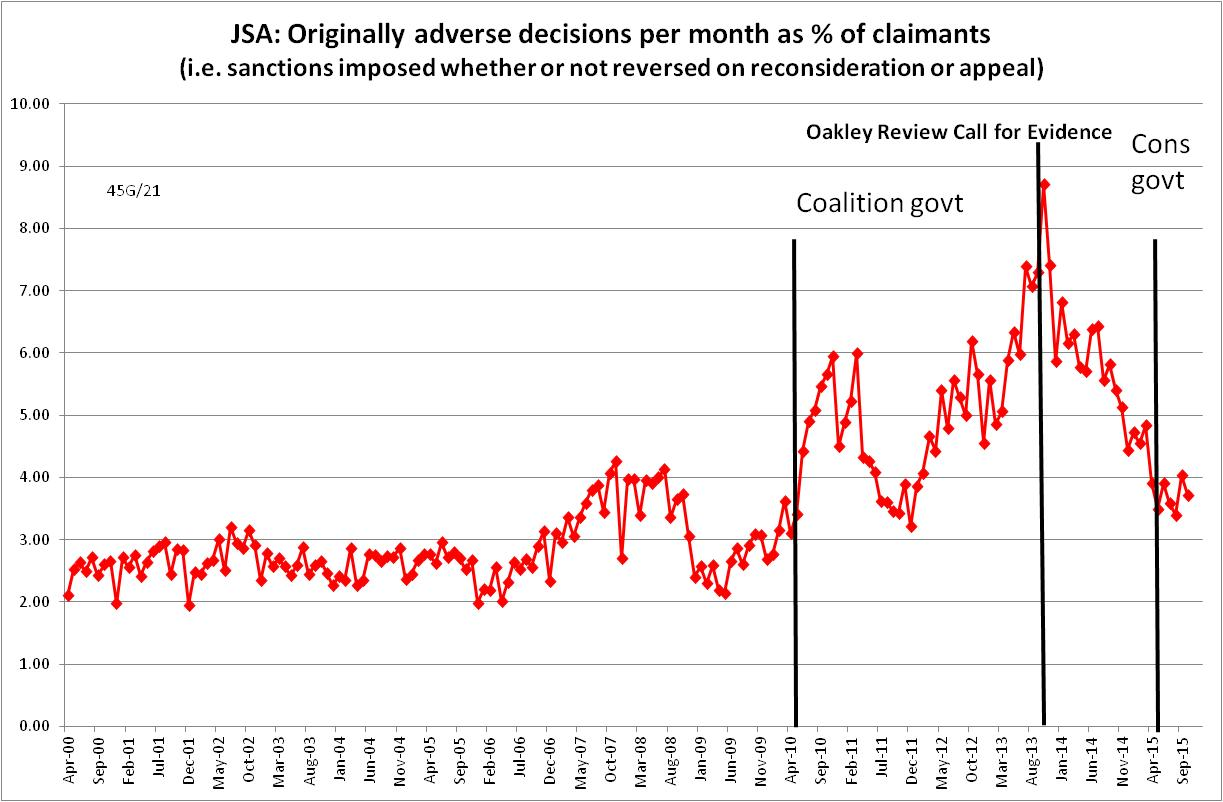 JSA: Originally adverse decisions per month as % of claimants
(i.e. sanctions imposed whether or not reversed on reconsideration or appeal)
10.00
9.00
8.00
7.00
6.00
5.00
4.00
3.00
2.00
1.00
0.00
45G/21
Oakley Review Call for Evidence
Coalition govt
Cons
govt
Apr-00
Sep-00
Feb-01
Jul-01
Dec-01
May-02
Oct-02
Mar-03
Aug-03
Jan-04
Jun-04
Nov-04
Apr-05
Sep-05
Feb-06
Jul-06
Dec-06
May-07
Oct-07
Mar-08
Aug-08
Jan-09
Jun-09
Nov-09
Apr-10
Sep-10
Feb-11
Jul-11
Dec-11
May-12
Oct-12
Mar-13
Aug-13
Jan-14
Jun-14
Nov-14
Apr-15
Sep-15